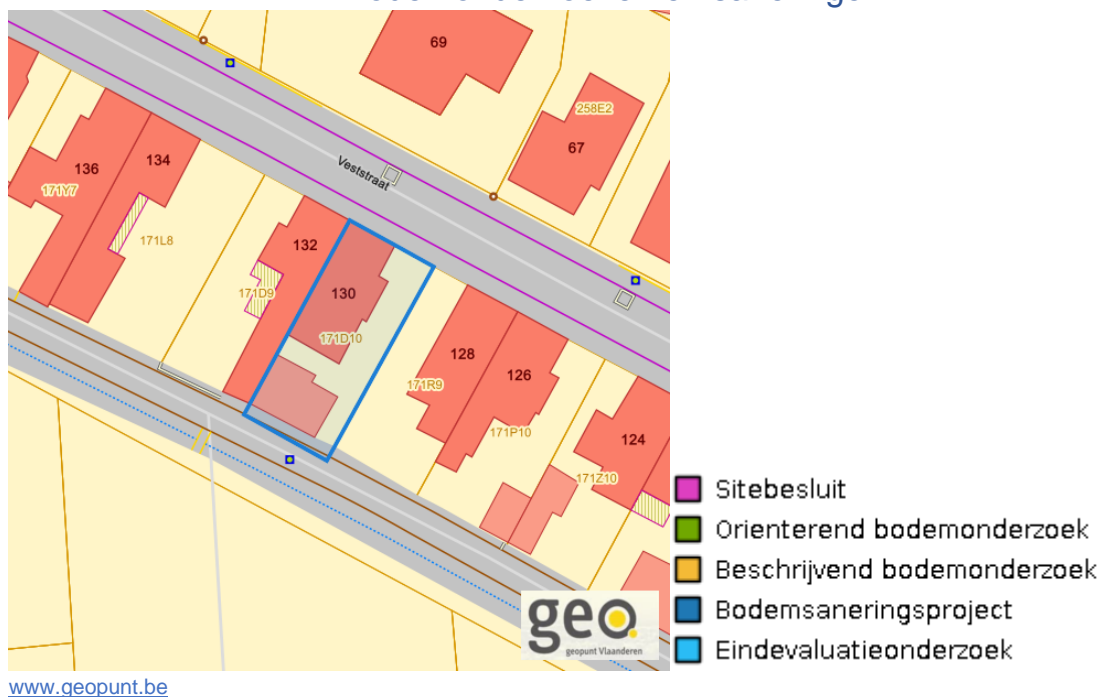 69
258E2
67
136
134
Veststraat
171Y7
171L8
132
171D9
130
171D10
128
171R9
126
171P10
124
171Z10
geo
geopunt Vlaanderen
Sitebesluit
Orienterend bodemonderzoek
Beschrijvend bodemonderzoek
Bodemsaneringsproject
Eindevaluatieonderzoek
www.geopunt.be